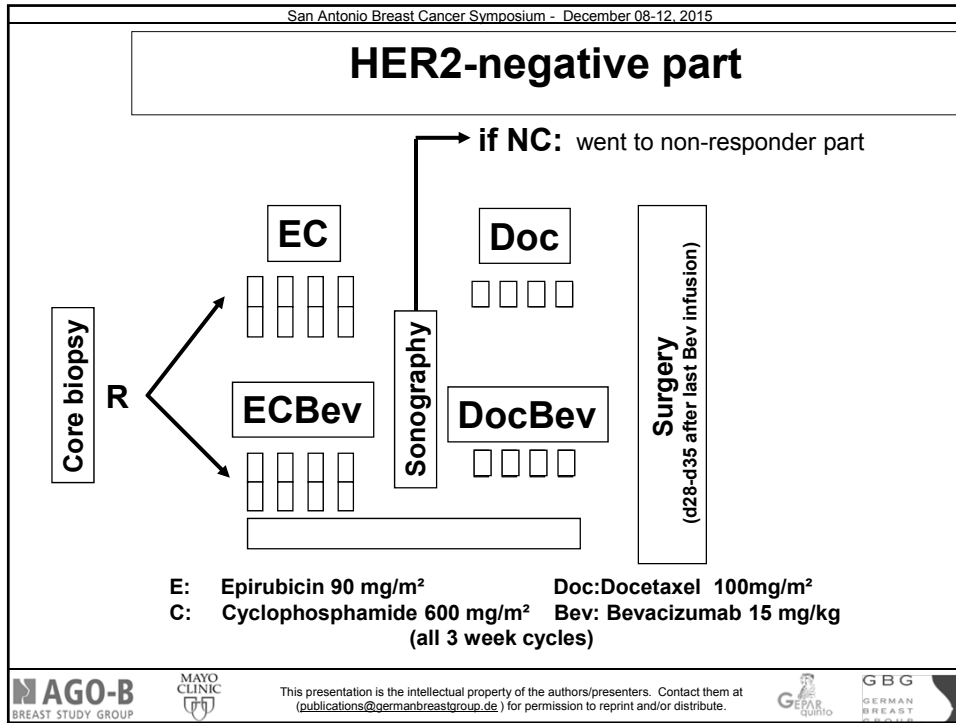 San Antonio Breast Cancer Symposium - December 08-12, 2015
HER2-negative part
if NC: went to non-responder part
EC
Doc
Core biopsy
R
ECBev
Sonography
DocBev
Surgery
(d28-d35 after last Bev infusion)
E: Epirubicin 90 mg/m² Doc:Docetaxel 100mg/m²
C: Cyclophosphamide 600 mg/m² Bev: Bevacizumab 15 mg/kg
(all 3 week cycles)
AGO-B
BREAST STUDY GROUP
MAYO
CLINIC
This presentation is the intellectual property of the authors/presenters. Contact them at
(publications@germanbreastgroup.de ) for permission to reprint and/or distribute.
GEPAR
quinto
GBG
GERMAN
BREAST
GROUP